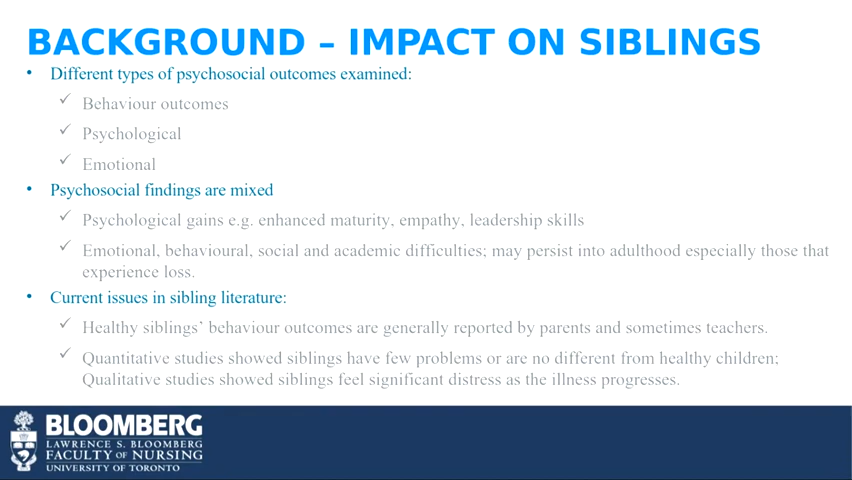 BACKGROUND – IMPACT ON SIBLINGS
• Different types of psychosocial outcomes examined:
✓ Behaviour outcomes
✓ Psychological
✓ Emotional
• Psychosocial findings are mixed
✓ Psychological gains e.g. enhanced maturity, empathy, leadership skills
✓ Emotional, behavioural, social and academic difficulties; may persist into adulthood especially those that
experience loss.
• Current issues in sibling literature:
✓ Healthy siblings’ behaviour outcomes are generally reported by parents and sometimes teachers.
✓ Quantitative studies showed siblings have few problems or are no different from healthy children;
Qualitative studies showed siblings feel significant distress as the illness progresses.
BLOOMBERG
LAWRENCE S. BLOOMBERG
FACULTY OF NURSING
UNIVERSITY OF TORONTO